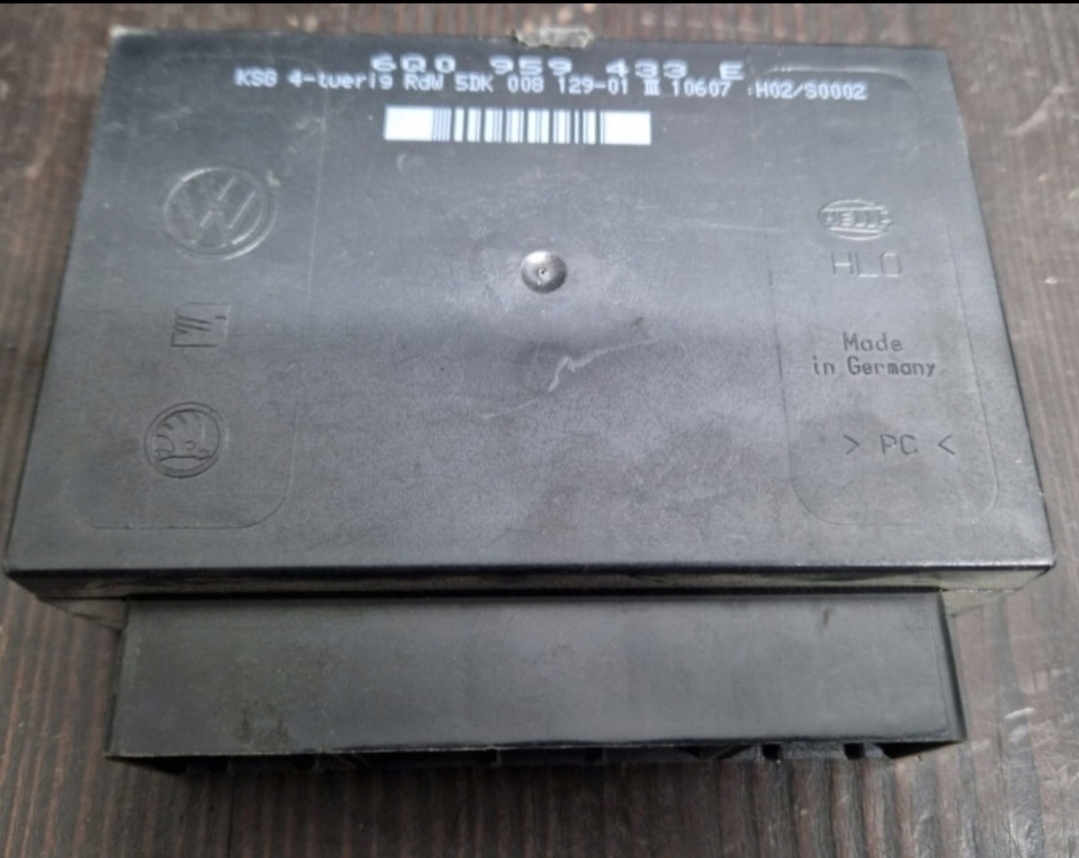 6Q0 959 433 E
KSG 4-tuerig RdW 5DK 008 129-01 III 10607 :H02/S0002
HELLA
HLO
Made
in Germany
> PC <